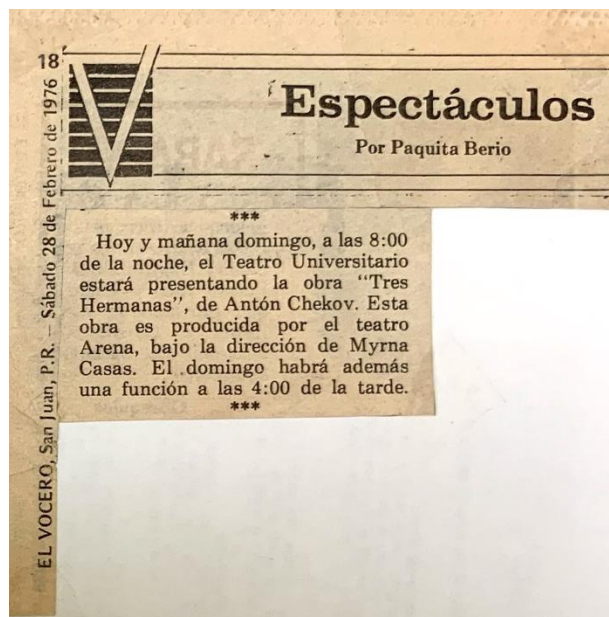 18
EL VOCERO, San Juan, P.R. — Sábado 28 de Febrero de 1976
V
Espectáculos
Por Paquita Berio
***
Hoy y mañana domingo, a las 8:00
de la noche, el Teatro Universitario
estará presentando la obra “Tres
Hermanas”, de Antón Chekov. Esta
obra es producida por el teatro
Arena, bajo la dirección de Myrna
Casas. El domingo habrá además
una función a las 4:00 de la tarde.
***